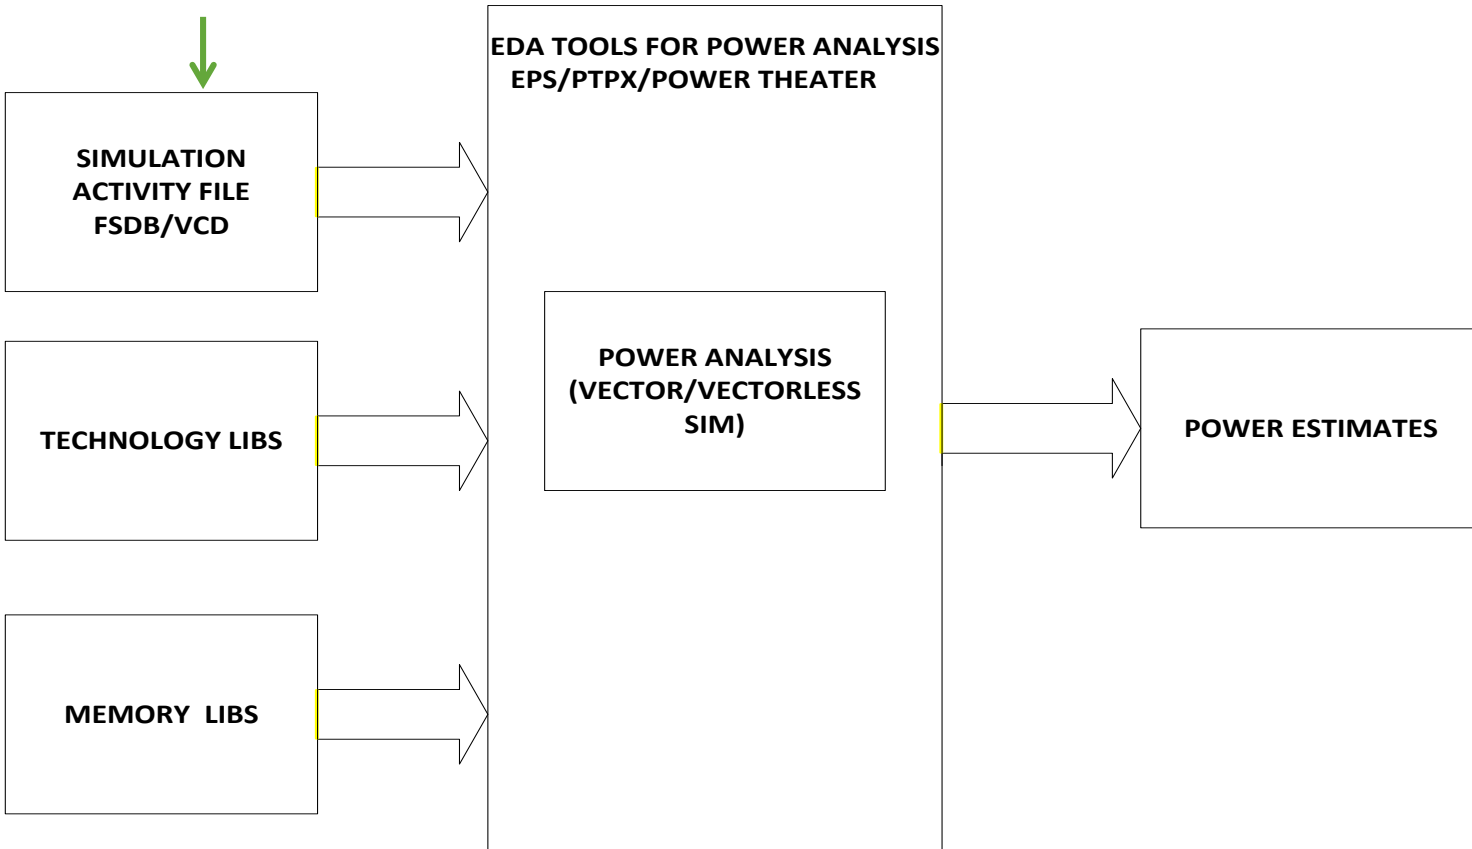 EDA TOOLS FOR POWER ANALYSIS
EPS/PTPX/POWER THEATER
SIMULATION
ACTIVITY FILE
FSDB/VCD
POWER ANALYSIS
(VECTOR/VECTORLESS
SIM)
TECHNOLOGY LIBS
POWER ESTIMATES
MEMORY LIBS